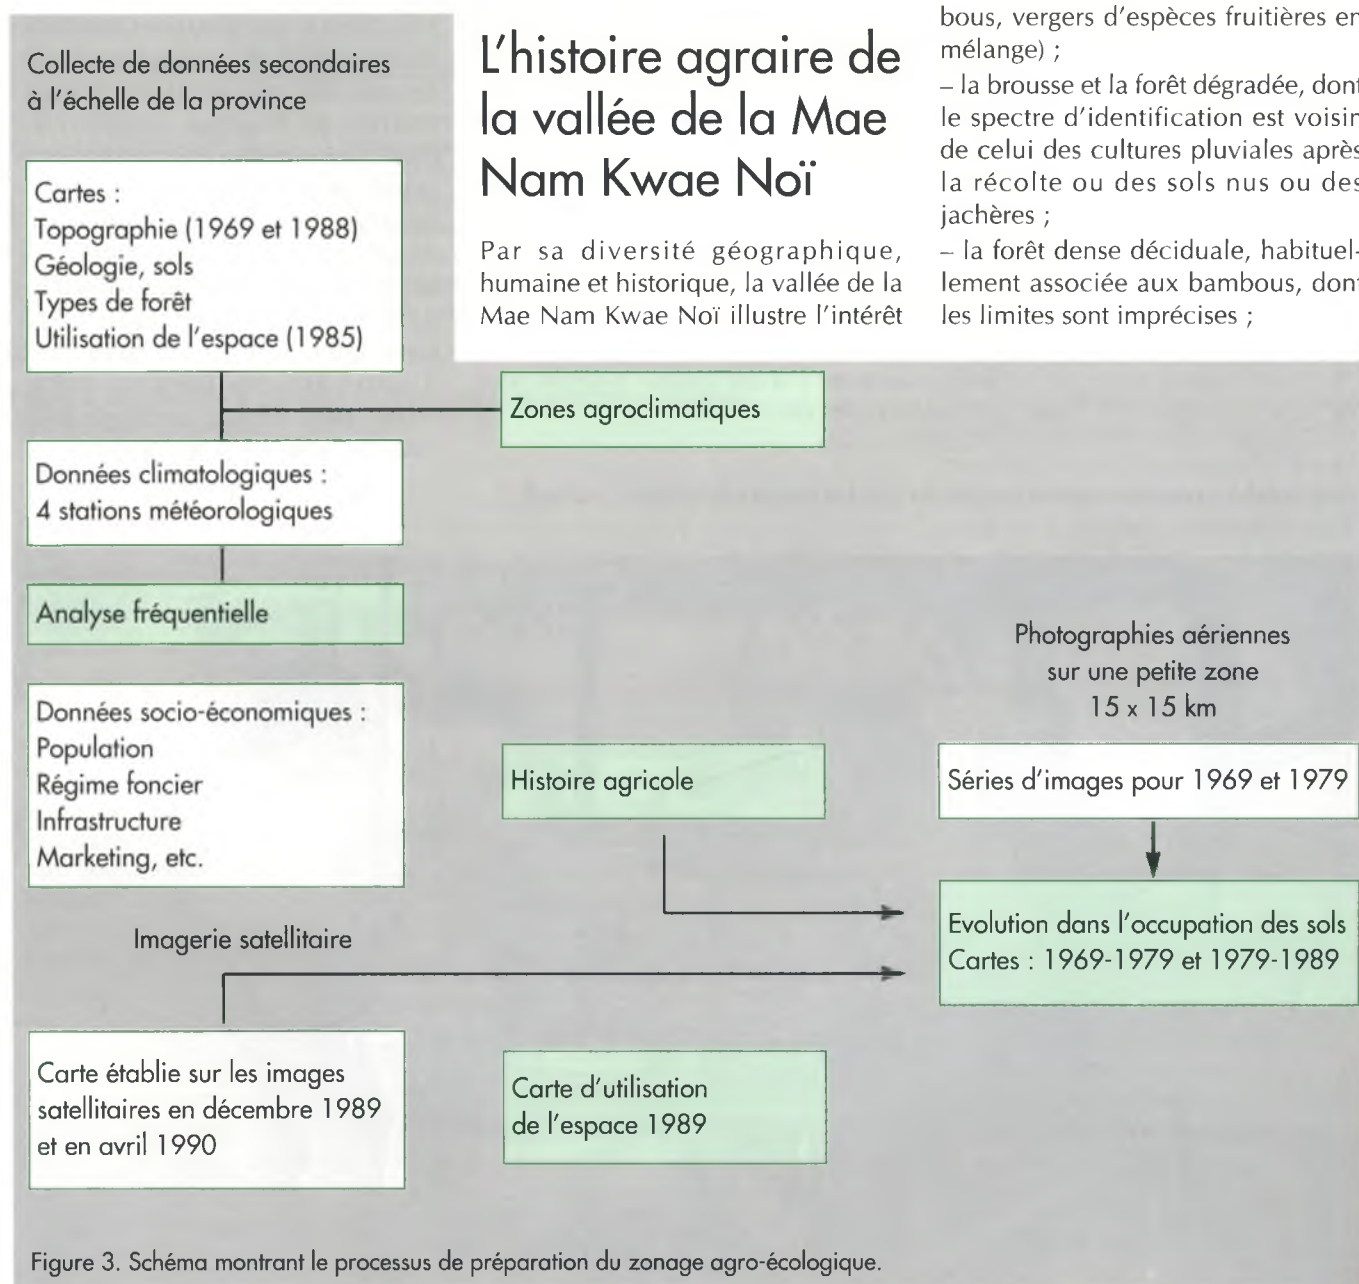 Collecte de données secondaires
à l'échelle de la province
Cartes :
Topographie (1969 et 1988)
Géologie, sols
Types de forêt
Utilisation de l'espace (1985)
L'histoire agraire de
la vallée de la Mae
Nam Kwae Noï
Par sa diversité géographique,
humaine et historique, la vallée de la
Mae Nam Kwae Noï illustre l'intérêt
bous, vergers d'espèces fruitières en
mélange) ;
– la brousse et la forêt dégradée, dont
le spectre d'identification est voisin
de celui des cultures pluviales après
la récolte ou des sols nus ou des
jachères ;
– la forêt dense déciduale, habituel-
lement associée aux bambous, dont
les limites sont imprécises ;
Zones agroclimatiques
Données climatologiques :
4 stations météorologiques
Analyse fréquentielle
Données socio-économiques :
Population
Régime foncier
Infrastructure
Marketing, etc.
Histoire agricole
Photographies aériennes
sur une petite zone
15 x 15 km
Séries d'images pour 1969 et 1979
Evolution dans l'occupation des sols
Cartes : 1969-1979 et 1979-1989
Imagerie satellitaire
Carte établie sur les images
satellitaires en décembre 1989
et en avril 1990
Carte d'utilisation
de l'espace 1989
Figure 3. Schéma montrant le processus de préparation du zonage agro-écologique.